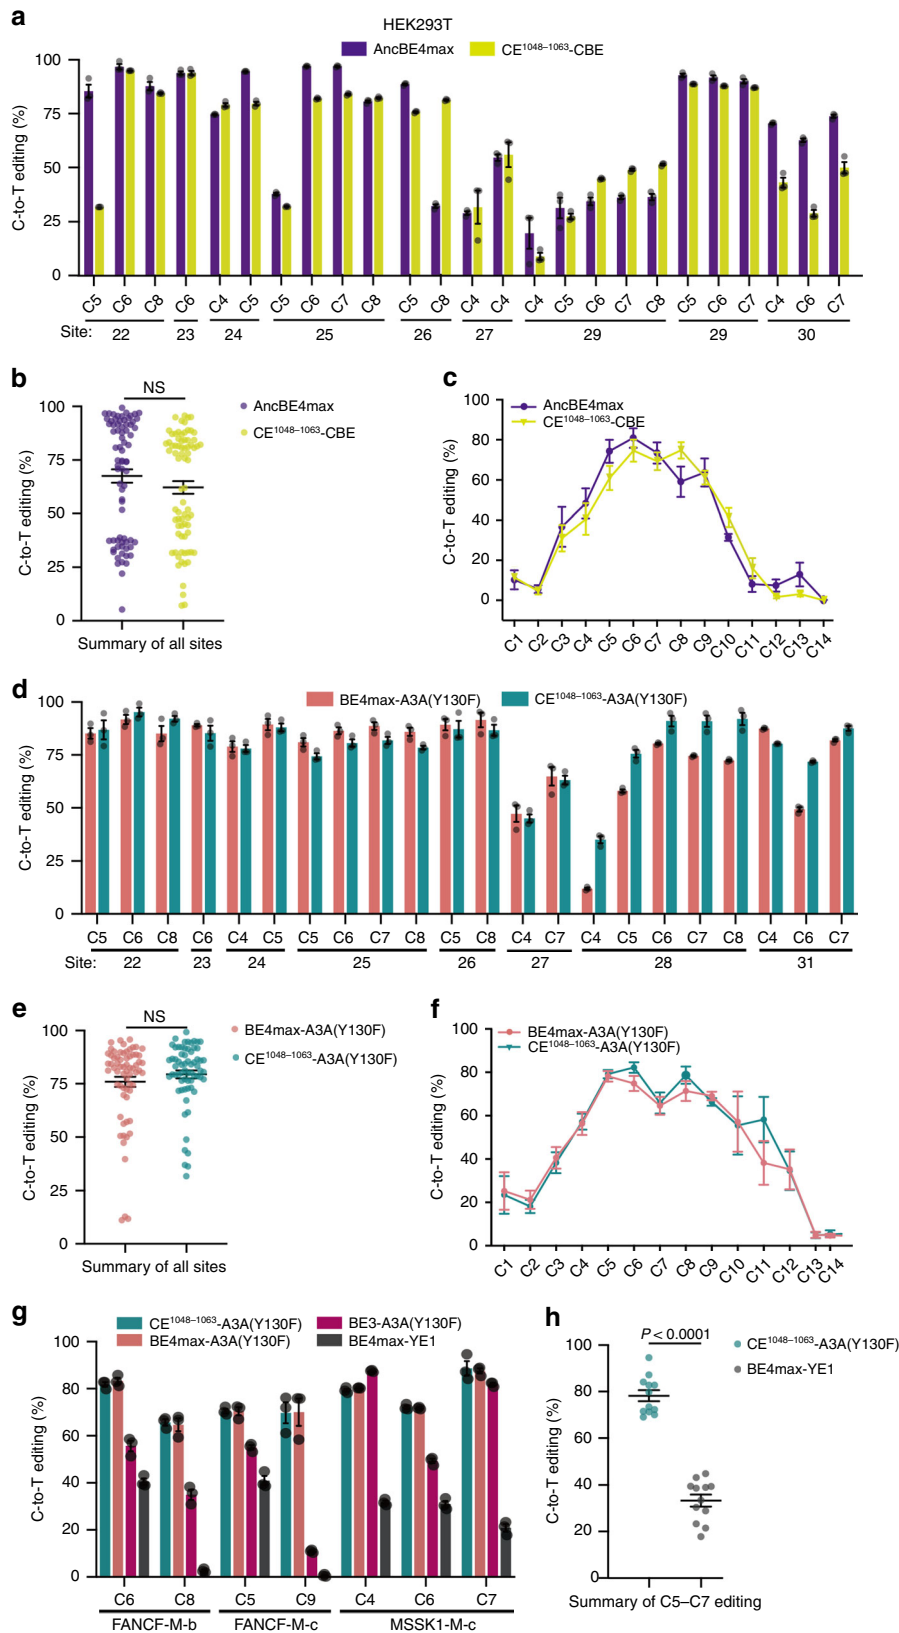 a
HEK293T
AncBE4max CE1048–1063-CBE
C-to-T editing (%)
100
75
50
25
0
C5 C6 C8 C6 C4 C5 C5 C6 C7 C8 C5 C8 C4 C4 C4 C5 C6 C7 C8 C5 C6 C7 C4 C6 C7
Site: 22 23 24 25 26 27 29 29 30
b
NS
AncBE4max
CE1048–1063-CBE
C-to-T editing (%)
100
75
50
25
0
Summary of all sites
c
AncBE4max
CE1048–1063-CBE
C-to-T editing (%)
100
80
60
40
20
0
C1 C2 C3 C4 C5 C6 C7 C8 C9 C10 C11 C12 C13 C14
d
BE4max-A3A(Y130F) CE1048–1063-A3A(Y130F)
C-to-T editing (%)
100
75
50
25
0
C5 C6 C8 C6 C4 C5 C5 C6 C7 C8 C5 C8 C4 C7 C4 C5 C6 C7 C8 C4 C6 C7
Site: 22 23 24 25 26 27 28 31
e
NS
BE4max-A3A(Y130F)
CE1048–1063-A3A(Y130F)
C-to-T editing (%)
100
75
50
25
0
Summary of all sites
f
BE4max-A3A(Y130F)
CE1048–1063-A3A(Y130F)
C-to-T editing (%)
100
80
60
40
20
0
C1 C2 C3 C4 C5 C6 C7 C8 C9 C10 C11 C12 C13 C14
g
CE1048–1063-A3A(Y130F) BE3-A3A(Y130F)
BE4max-A3A(Y130F) BE4max-YE1
C-to-T editing (%)
100
80
60
40
20
0
C6 C8 C5 C9 C4 C6 C7
FANCF-M-b FANCF-M-c MSSK1-M-c
h
P < 0.0001
CE1048–1063-A3A(Y130F)
BE4max-YE1
C-to-T editing (%)
100
80
60
40
20
0
Summary of C5–C7 editing